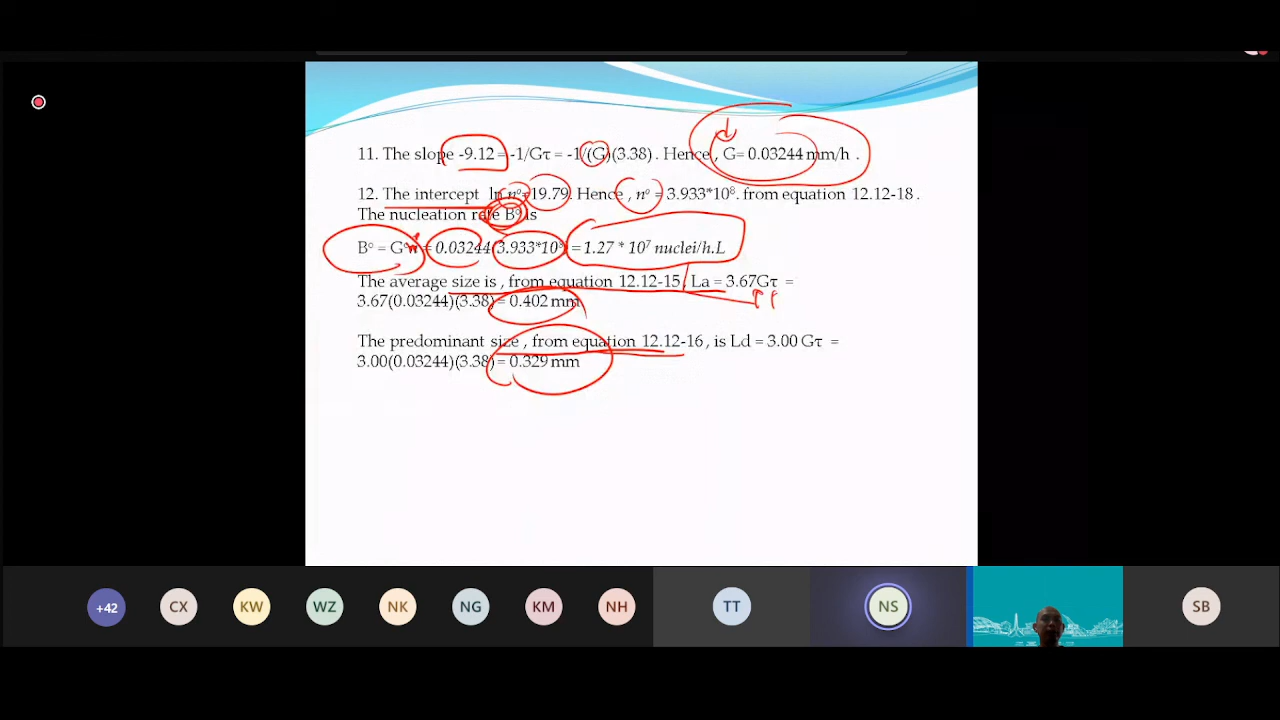 11. The slope -9.12 = -1/Gτ = -1/(G)(3.38) . Hence , G= 0.03244 mm/h .
12. The intercept ln n°=19.79. Hence , n° = 3.933*10⁸. from equation 12.12-18 .
The nucleation rate B° is
B° = G°n° = 0.03244(3.933*10⁸) = 1.27 * 10⁷ nuclei/h.L
The average size is , from equation 12.12-15, La = 3.67Gτ =
3.67(0.03244)(3.38)= 0.402 mm
The predominant size , from equation 12.12-16 , is Ld = 3.00 Gτ =
3.00(0.03244)(3.38)= 0.329 mm
+42 CX KW WZ NK NG KM NH TT NS SB